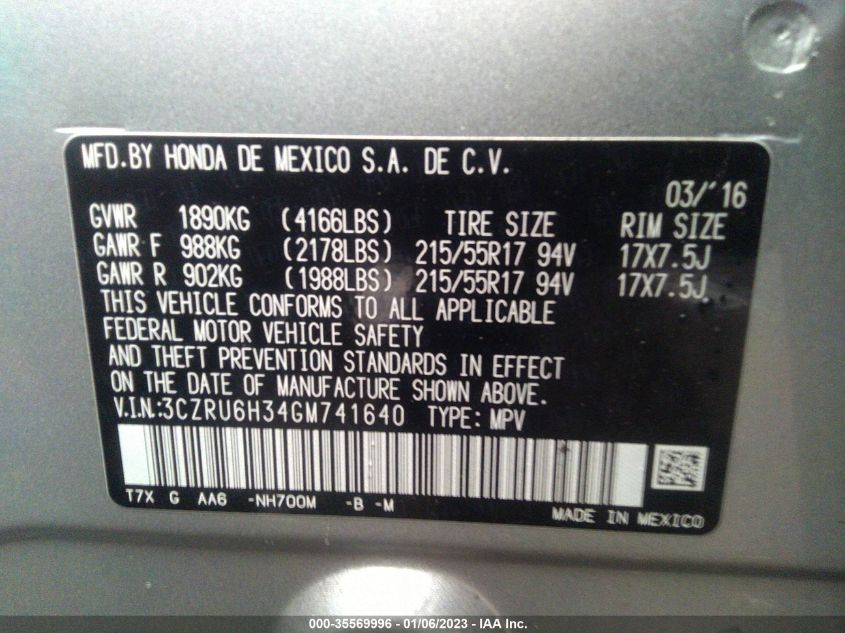 MFD.BY HONDA DE MEXICO S.A. DE C.V.
03/'16
GVWR 1890KG (4166LBS) TIRE SIZE RIM SIZE
GAWR F 988KG (2178LBS) 215/55R17 94V 17X7.5J
GAWR R 902KG (1988LBS) 215/55R17 94V 17X7.5J
THIS VEHICLE CONFORMS TO ALL APPLICABLE
FEDERAL MOTOR VEHICLE SAFETY
AND THEFT PREVENTION STANDARDS IN EFFECT
ON THE DATE OF MANUFACTURE SHOWN ABOVE.
V.I.N:3CZRU6H34GM741640 TYPE: MPV
T7X G AA6 -NH700M -B -M
MADE IN MEXICO
000-35569996 - 01/06/2023 - IAA Inc.